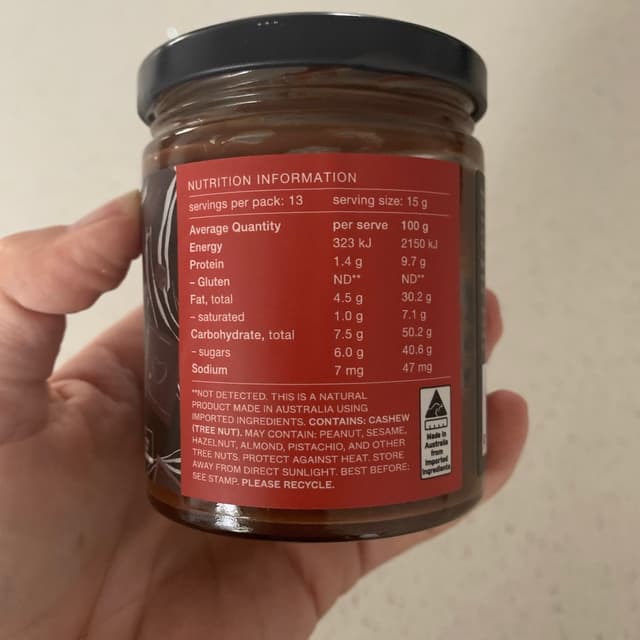 NUTRITION INFORMATION
servings per pack: 13 serving size: 15 g
Average Quantity per serve 100 g
Energy 323 kJ 2150 kJ
Protein 1.4 g 9.7 g
- Gluten ND** ND**
Fat, total 4.5 g 30.2 g
- saturated 1.0 g 7.1 g
Carbohydrate, total 7.5 g 50.2 g
- sugars 6.0 g 40.6 g
Sodium 7 mg 47 mg
**NOT DETECTED. THIS IS A NATURAL
PRODUCT MADE IN AUSTRALIA USING
IMPORTED INGREDIENTS. CONTAINS: CASHEW
(TREE NUT). MAY CONTAIN: PEANUT, SESAME,
HAZELNUT, ALMOND, PISTACHIO, AND OTHER
TREE NUTS. PROTECT AGAINST HEAT. STORE
AWAY FROM DIRECT SUNLIGHT. BEST BEFORE:
SEE STAMP. PLEASE RECYCLE.
Made in
Australia
from
Imported
Ingredients